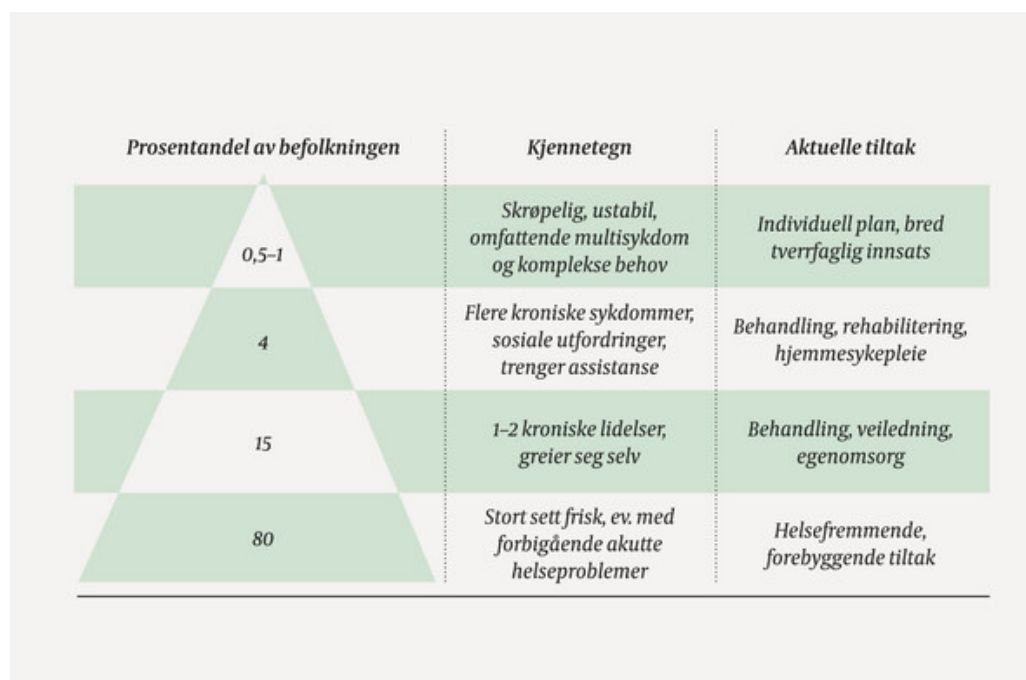 Prosentandel av befolkningen
Kjennetegn
Aktuelle tiltak
0,5–1
Skrøpelig, ustabil,
omfattende multisykdom
og komplekse behov
Individuell plan, bred
tverrfaglig innsats
4
Flere kroniske sykdommer,
sosiale utfordringer,
trenger assistanse
Behandling, rehabilitering,
hjemmesykepleie
15
1–2 kroniske lidelser,
greier seg selv
Behandling, veiledning,
egenomsorg
80
Stort sett frisk, ev. med
forbigående akutte
helseproblemer
Helsefremmende,
forebyggende tiltak